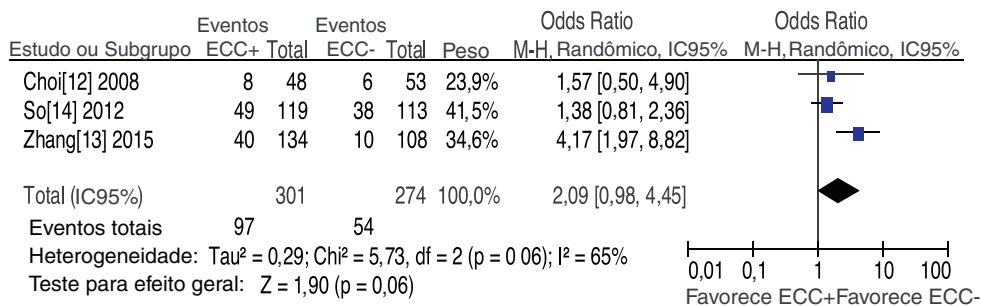 Eventos Eventos Odds Ratio Odds Ratio
Estudo ou Subgrupo ECC+ Total ECC- Total Peso M-H, Randômico, IC95% M-H, Randômico, IC95%
Choi[12] 2008 8 48 6 53 23,9% 1,57 [0,50, 4,90]
So[14] 2012 49 119 38 113 41,5% 1,38 [0,81, 2,36]
Zhang[13] 2015 40 134 10 108 34,6% 4,17 [1,97, 8,82]
Total (IC95%) 301 274 100,0% 2,09 [0,98, 4,45]
Eventos totais 97 54
Heterogeneidade: Tau² = 0,29; Chi² = 5,73, df = 2 (p = 0 06); I² = 65%
Teste para efeito geral: Z = 1,90 (p = 0,06)
0,01 0,1 1 10 100
Favorece ECC+ Favorece ECC-